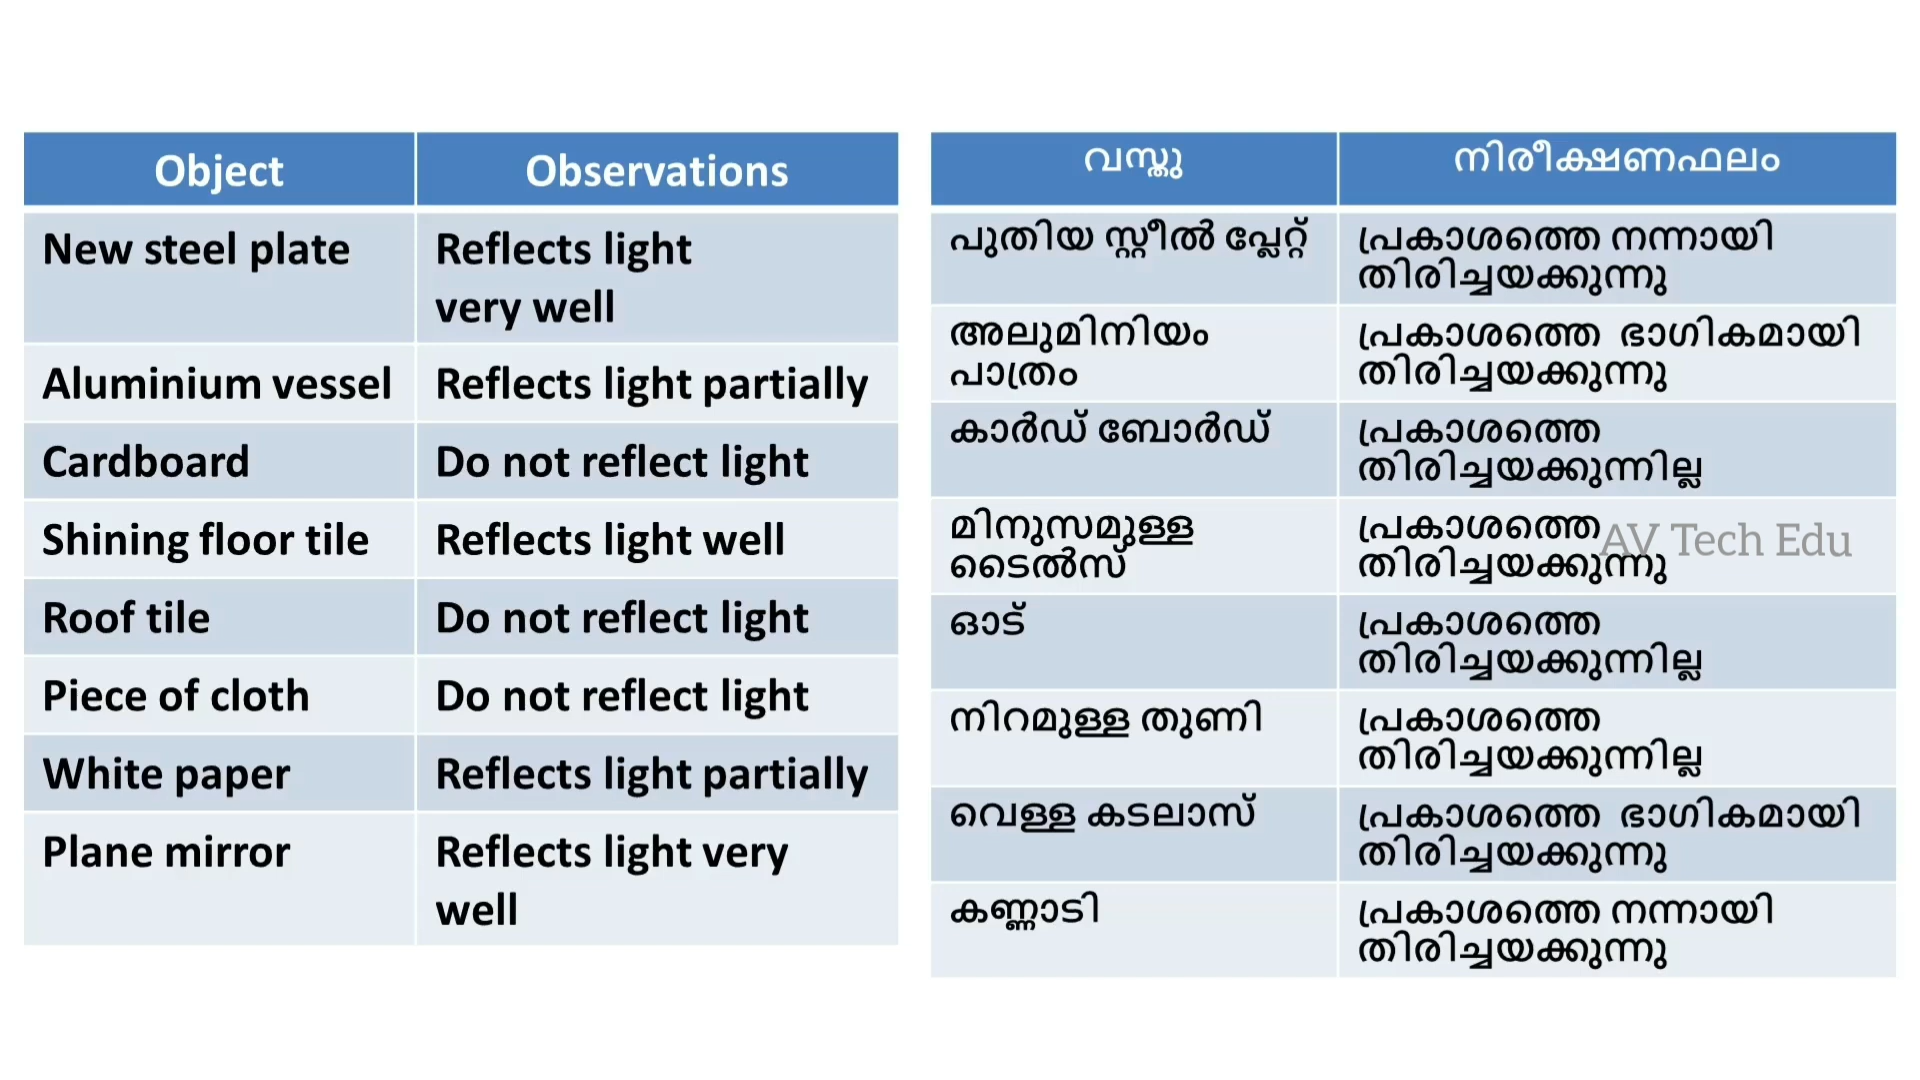 Object
Observations
New steel plate
Reflects light
very well
Aluminium vessel
Reflects light partially
Cardboard
Do not reflect light
Shining floor tile
Reflects light well
Roof tile
Do not reflect light
Piece of cloth
Do not reflect light
White paper
Reflects light partially
Plane mirror
Reflects light very
well
വസ്തു
നിരീക്ഷണഫലം
പുതിയ സ്റ്റീൽ പ്ലേറ്റ്
പ്രകാശത്തെ നന്നായി
തിരിച്ചയക്കുന്നു
അലുമിനിയം
പാത്രം
പ്രകാശത്തെ ഭാഗികമായി
തിരിച്ചയക്കുന്നു
കാർഡ് ബോർഡ്
പ്രകാശത്തെ
തിരിച്ചയക്കുന്നില്ല
മിനുസമുള്ള
ടൈൽസ്
പ്രകാശത്തെ
തിരിച്ചയക്കുന്നു
AV Tech Edu
ഓട്
പ്രകാശത്തെ
തിരിച്ചയക്കുന്നില്ല
നിറമുള്ള തുണി
പ്രകാശത്തെ
തിരിച്ചയക്കുന്നില്ല
വെള്ള കടലാസ്
പ്രകാശത്തെ ഭാഗികമായി
തിരിച്ചയക്കുന്നു
കണ്ണാടി
പ്രകാശത്തെ നന്നായി
തിരിച്ചയക്കുന്നു